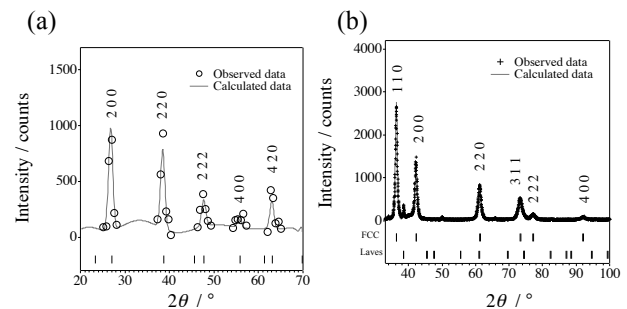 (a)
Intensity / counts
1500
1000
500
0
20 30 40 50 60 70
2θ / °
Observed data
Calculated data
2 0 0
2 2 0
2 2 2
4 0 0
4 2 0
(b)
Intensity / counts
4000
3000
2000
1000
0
FCC
Laves
40 50 60 70 80 90 100
2θ / °
Observed data
Calculated data
1 1 0
2 0 0
2 2 0
3 1 1
2 2 2
4 0 0